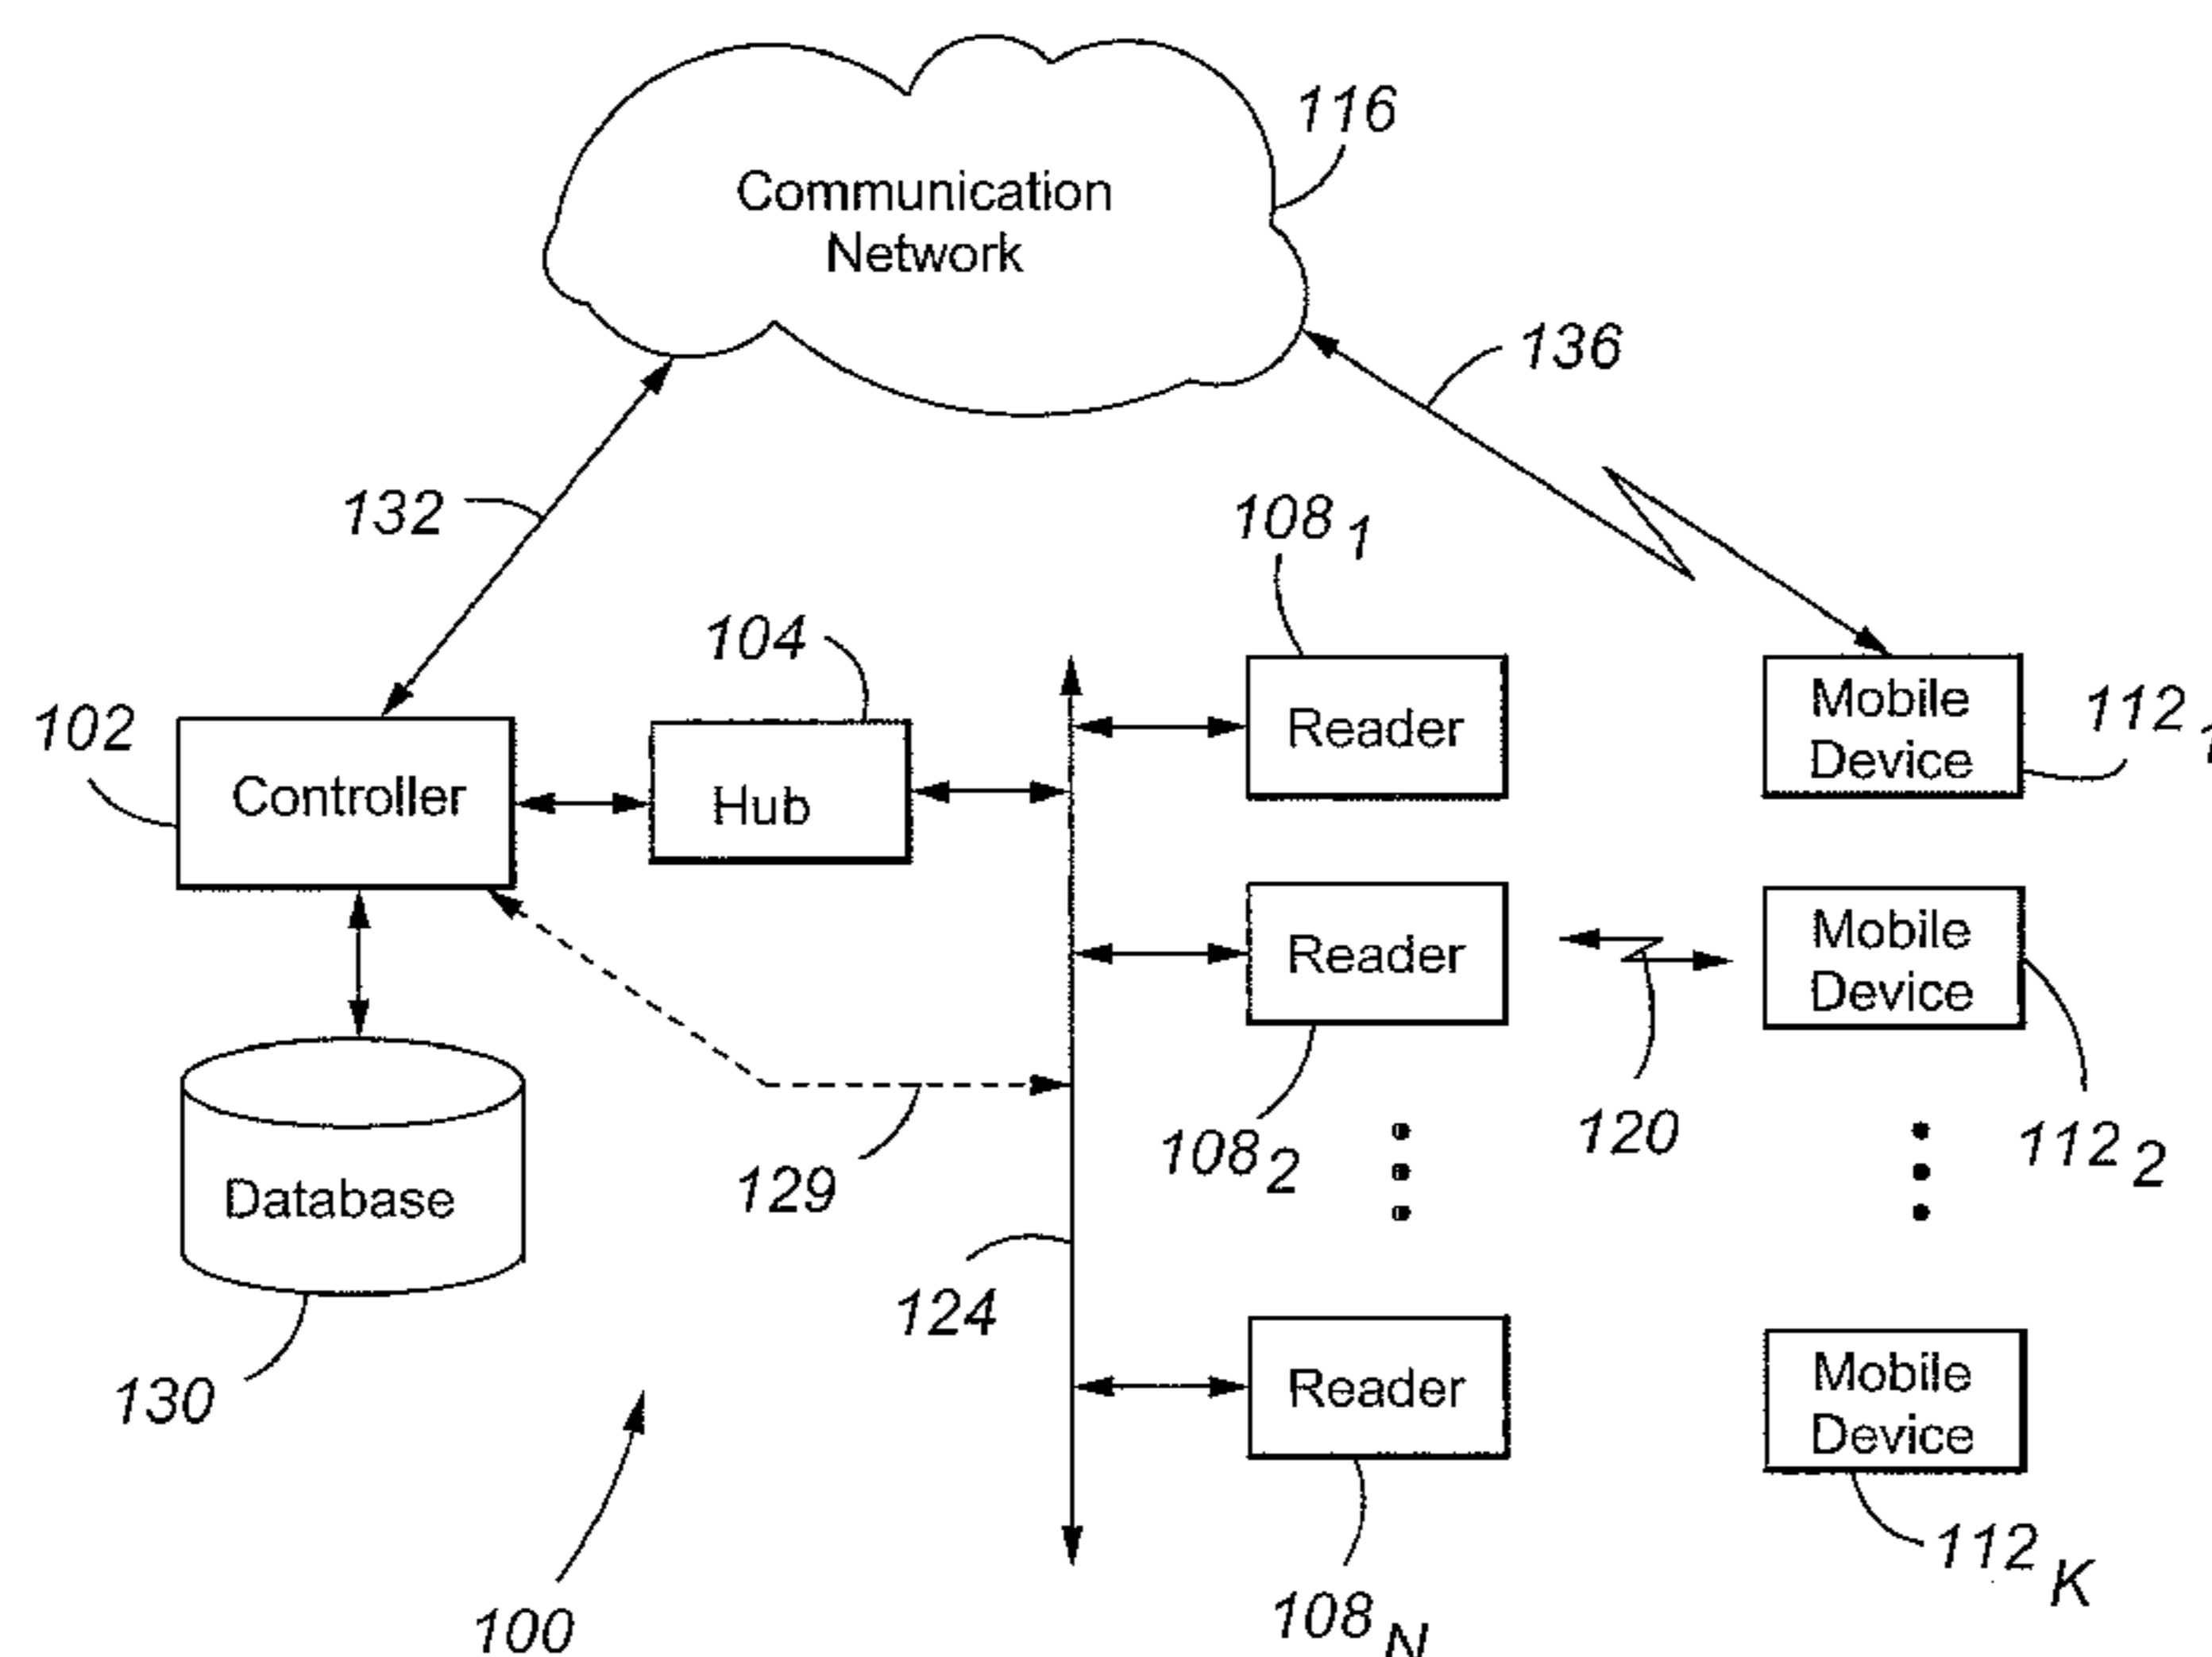 116
Communication
Network
136
132
108 1
104
102
Controller
Hub
Reader
Mobile
Device
112 1
Reader
Mobile
Device
120
108 2
112 2
129
Database
124
130
Reader
Mobile
Device
112 K
100
108 N